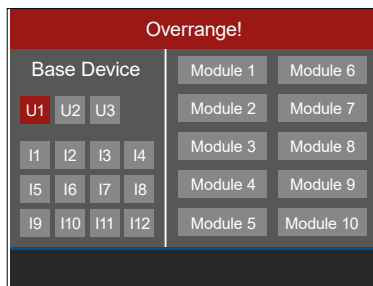 Overrange!
Base Device
U1 U2 U3
I1 I2 I3 I4
I5 I6 I7 I8
I9 I10 I11 I12
Module 1 Module 6
Module 2 Module 7
Module 3 Module 8
Module 4 Module 9
Module 5 Module 10